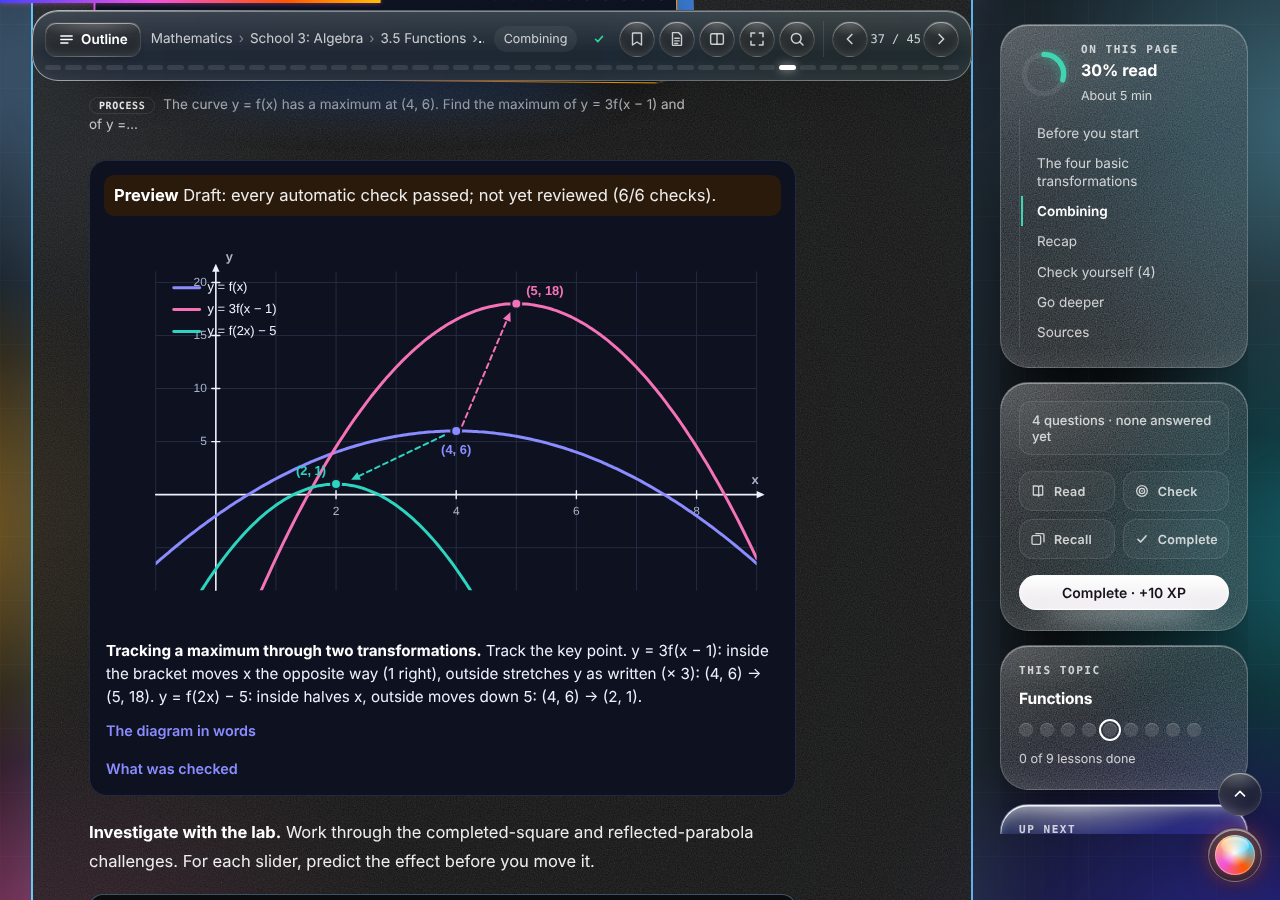 Outline
Mathematics › School 3: Algebra › 3.5 Functions ›..
Combining
37 / 45
PROCESS The curve y = f(x) has a maximum at (4, 6). Find the maximum of y = 3f(x − 1) and
of y =...
Preview Draft: every automatic check passed; not yet reviewed (6/6 checks).
y
20
y = f(x)
y = 3f(x − 1)
15
y = f(2x) − 5
10
5
(5, 18)
(4, 6)
(2, 1)
x
2
4
6
8
Tracking a maximum through two transformations. Track the key point. y = 3f(x − 1): inside
the bracket moves x the opposite way (1 right), outside stretches y as written (× 3): (4, 6) →
(5, 18). y = f(2x) − 5: inside halves x, outside moves down 5: (4, 6) → (2, 1).
The diagram in words
What was checked
Investigate with the lab. Work through the completed-square and reflected-parabola
challenges. For each slider, predict the effect before you move it.
ON THIS PAGE
30% read
About 5 min
Before you start
The four basic
transformations
Combining
Recap
Check yourself (4)
Go deeper
Sources
4 questions · none answered
yet
Read
Check
Recall
Complete
Complete · +10 XP
THIS TOPIC
Functions
0 of 9 lessons done
UP NEXT